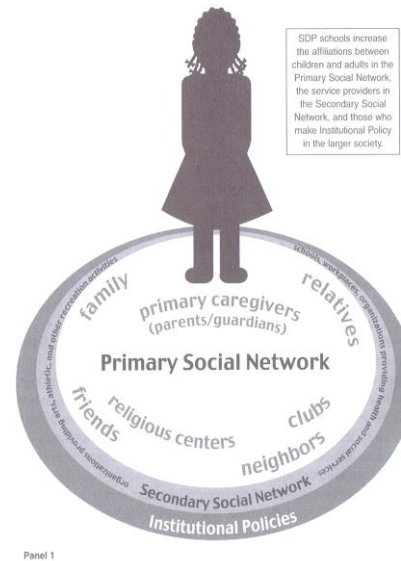 SDP schools increase
the affiliations between
children and adults in the
Primary Social Network,
the service providers in
the Secondary Social
Network, and those who
make Institutional Policy
in the larger society.
family
primary caregivers
(parents/guardians)
relatives
Primary Social Network
friends
religious centers
clubs
neighbors
organizations providing arts, athletic, and other recreation activities
schools, workplaces, organizations providing health and social services
Secondary Social Network
Institutional Policies
Panel 1